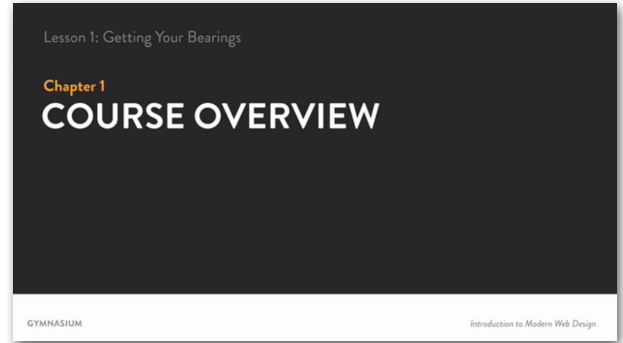 Lesson 1: Getting Your Bearings
Chapter 1
COURSE OVERVIEW
GYMNASIUM
Introduction to Modern Web Design